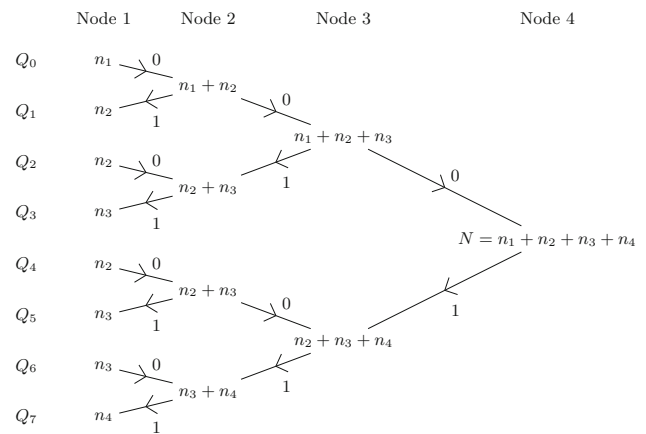 Node 1 Node 2 Node 3 Node 4
Q₀ n₁ 0
n₁ + n₂
Q₁ n₂ 1 0
n₁ + n₂ + n₃
Q₂ n₂ 0 1
n₂ + n₃ 0
Q₃ n₃ 1
N = n₁ + n₂ + n₃ + n₄
Q₄ n₂ 0
n₂ + n₃
Q₅ n₃ 1 0 1
n₂ + n₃ + n₄
Q₆ n₃ 0 1
n₃ + n₄
Q₇ n₄ 1